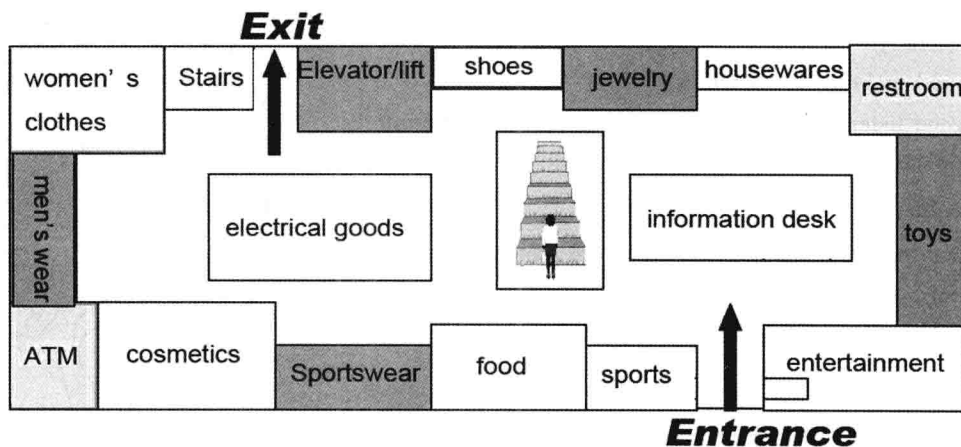 Exit
women' s
clothes
Stairs
Elevator/lift
shoes
jewelry
housewares
restroom
men's wear
electrical goods
information desk
toys
ATM
cosmetics
Sportswear
food
sports
entertainment
Entrance